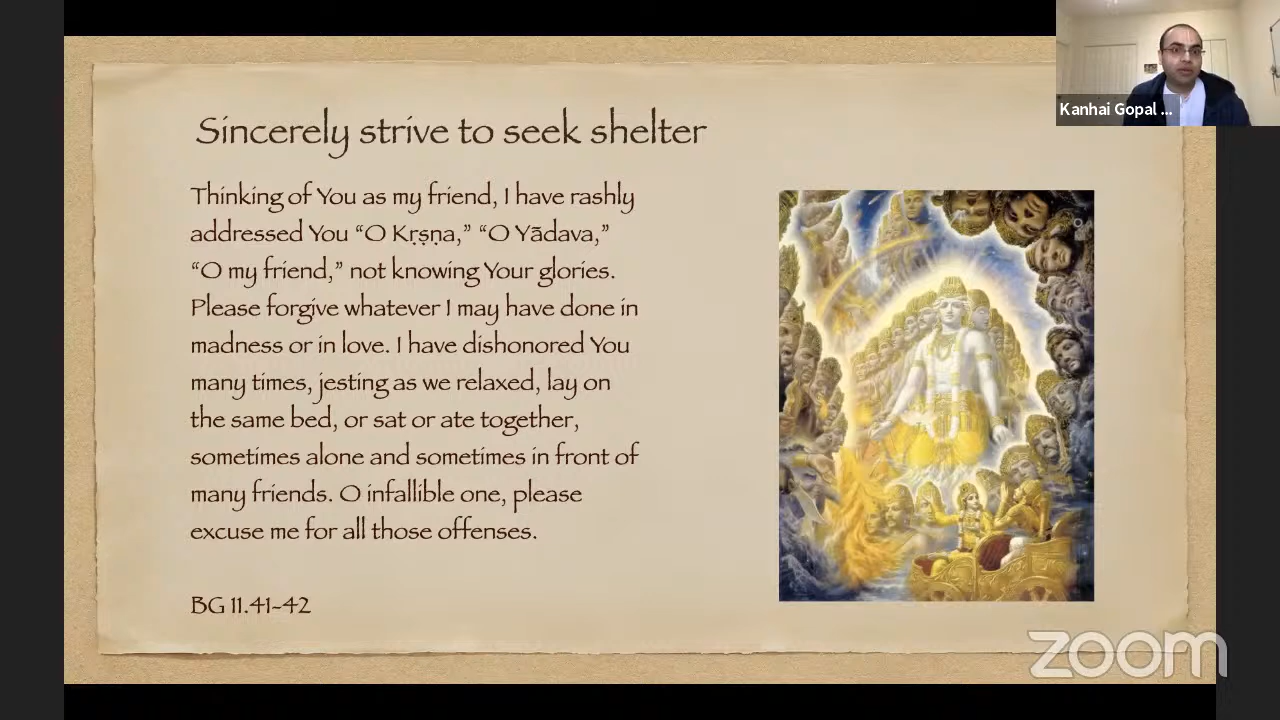 Kanhai Gopal ...
Sincerely strive to seek shelter
Thinking of You as my friend, I have rashly
addressed You “O Kṛṣṇa,” “O Yādava,”
“O my friend,” not knowing Your glories.
Please forgive whatever I may have done in
madness or in love. I have dishonored You
many times, jesting as we relaxed, lay on
the same bed, or sat or ate together,
sometimes alone and sometimes in front of
many friends. O infallible one, please
excuse me for all those offenses.
BG 11.41-42
zoom